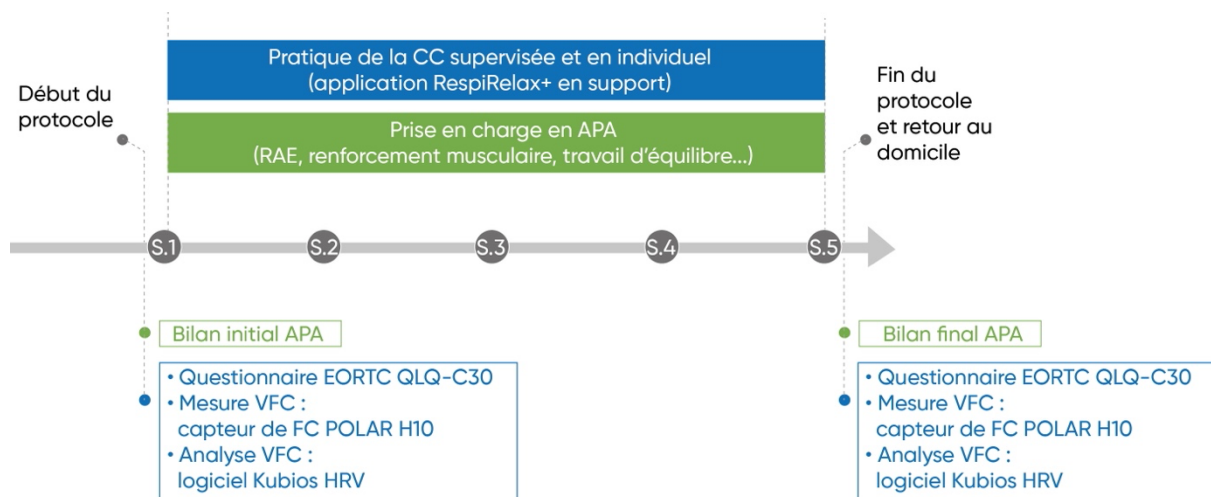 Début du
protocole
Pratique de la CC supervisée et en individuel
(application RespiRelax+ en support)
Prise en charge en APA
(RAE, renforcement musculaire, travail d'équilibre...)
Fin du
protocole
et retour au
domicile
S.1
S.2
S.3
S.4
S.5
Bilan initial APA
• Questionnaire EORTC QLQ-C30
• Mesure VFC :
capteur de FC POLAR H10
• Analyse VFC :
logiciel Kubios HRV
Bilan final APA
• Questionnaire EORTC QLQ-C30
• Mesure VFC :
capteur de FC POLAR H10
• Analyse VFC :
logiciel Kubios HRV